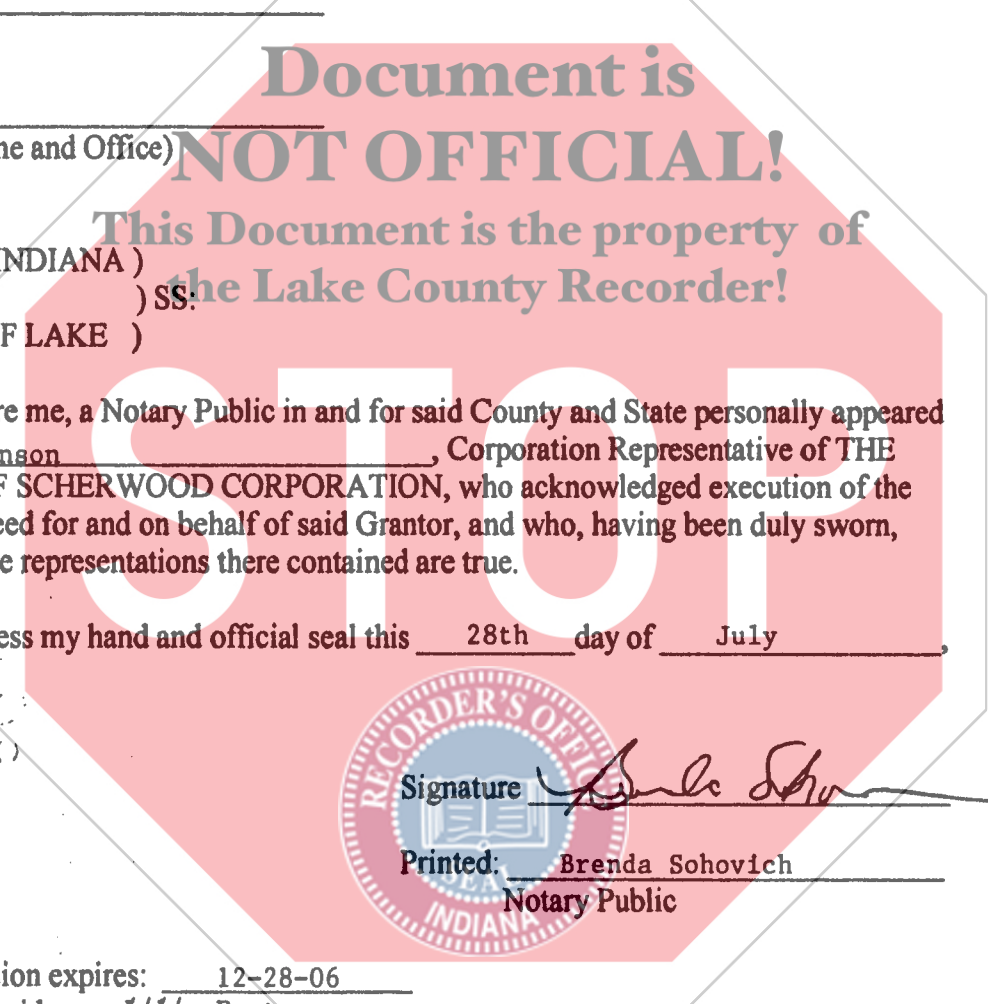 Document is
NOT OFFICIAL!
This Document is the property of
the Lake County Recorder!
STOP
ne and Office)
NDIANA )
) SS:
F LAKE )
re me, a Notary Public in and for said County and State personally appeared
nson , Corporation Representative of THE
F SCHERWOOD CORPORATION, who acknowledged execution of the
eed for and on behalf of said Grantor, and who, having been duly sworn,
e representations there contained are true.
ess my hand and official seal this 28th day of July ,
RECORDER'S OFFICE
SEAL
INDIANA
Signature
Printed: Brenda Sohovich
Notary Public
ion expires: 12-28-06